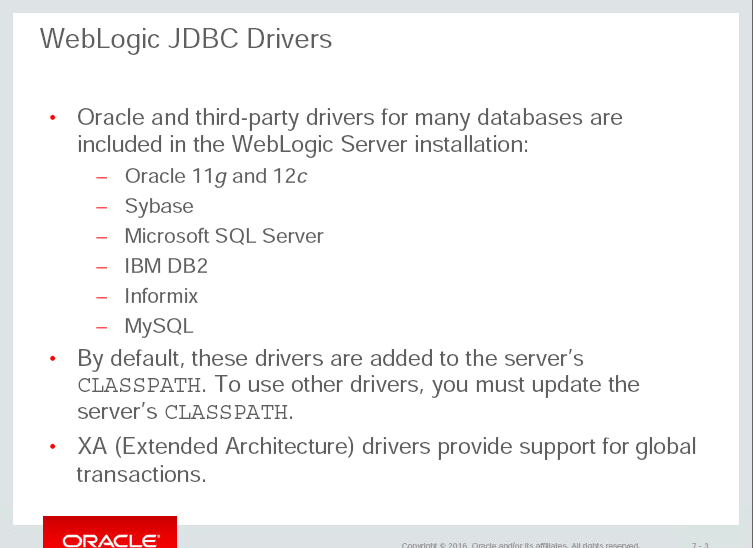 WebLogic JDBC Drivers
• Oracle and third-party drivers for many databases are
included in the WebLogic Server installation:
– Oracle 11g and 12c
– Sybase
– Microsoft SQL Server
– IBM DB2
– Informix
– MySQL
• By default, these drivers are added to the server's
CLASSPATH. To use other drivers, you must update the
server's CLASSPATH.
• XA (Extended Architecture) drivers provide support for global
transactions.
ORACLE
Copyright © 2016, Oracle and/or its affiliates. All rights reserved. 7 - 3